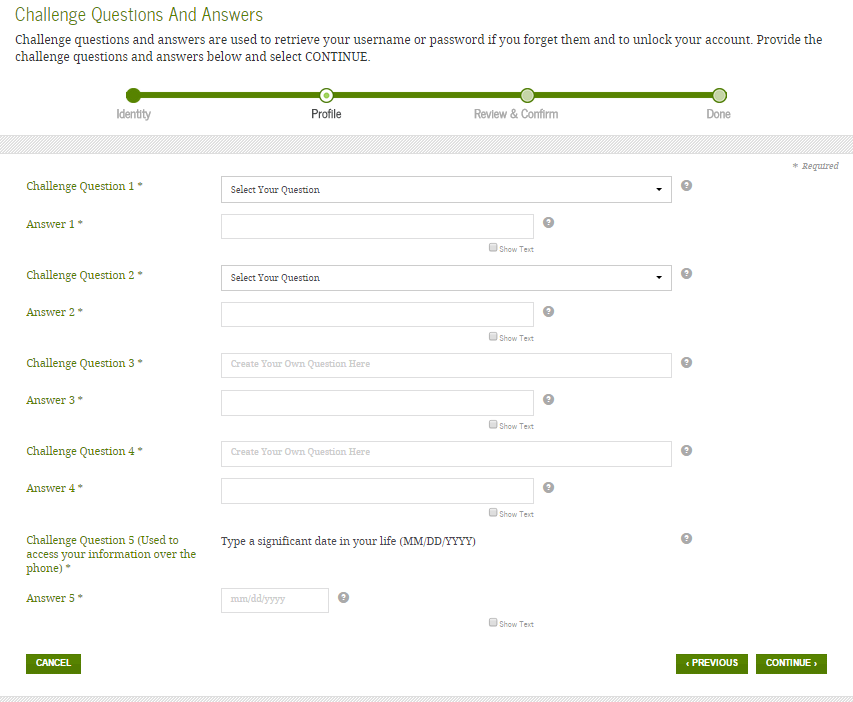 Challenge Questions And Answers
Challenge questions and answers are used to retrieve your username or password if you forget them and to unlock your account. Provide the
challenge questions and answers below and select CONTINUE.
Identity
Profile
Review & Confirm
Done
* Required
Challenge Question 1 *
Select Your Question
?
Answer 1 *
?
Show Text
Challenge Question 2 *
Select Your Question
?
Answer 2 *
?
Show Text
Challenge Question 3 *
Create Your Own Question Here
?
Answer 3 *
?
Show Text
Challenge Question 4 *
Create Your Own Question Here
?
Answer 4 *
?
Show Text
Challenge Question 5 (Used to
access your information over the
phone) *
Type a significant date in your life (MM/DD/YYYY)
?
Answer 5 *
mm/dd/yyyy
?
Show Text
CANCEL
‹ PREVIOUS
CONTINUE ›